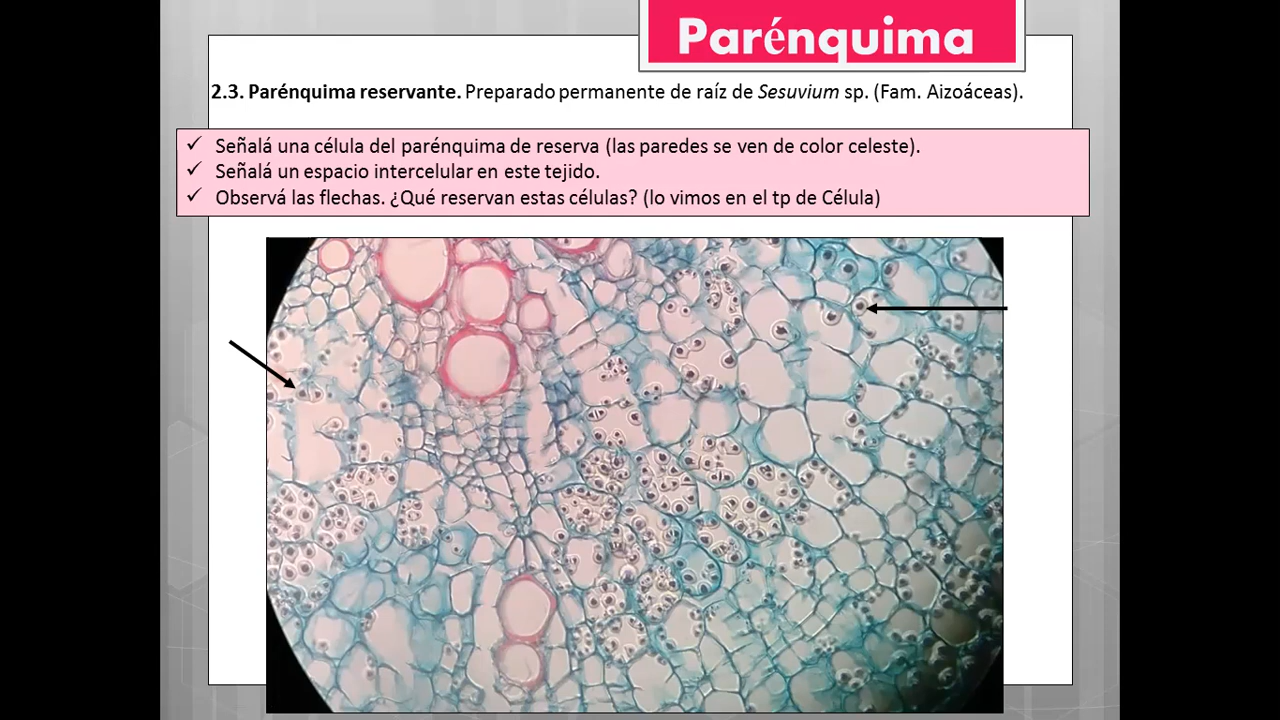 Parénquima
2.3. Parénquima reservante. Preparado permanente de raíz de Sesuvium sp. (Fam. Aizoáceas).
✓ Señalá una célula del parénquima de reserva (las paredes se ven de color celeste).
✓ Señalá un espacio intercelular en este tejido.
✓ Observá las flechas. ¿Qué reservan estas células? (lo vimos en el tp de Célula)